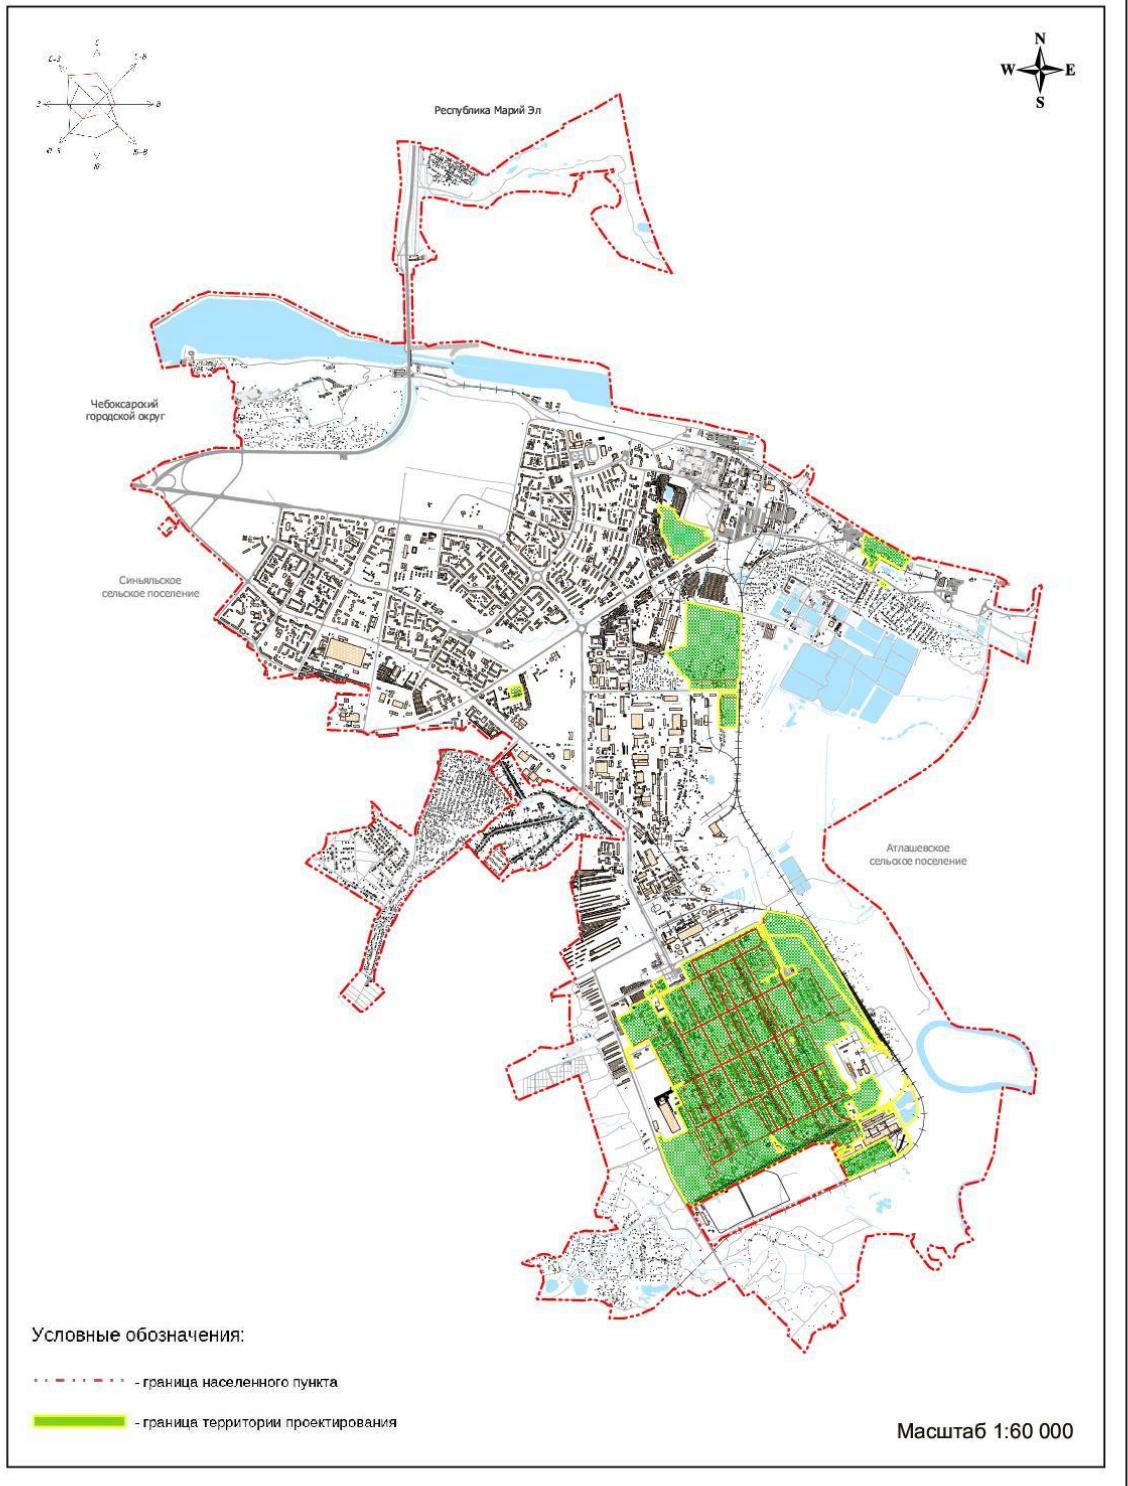 С
С-З
С-В
З
В
Ю-В
Ю
N
W
E
S
Республика Марий Эл
Чебоксарский
городской округ
Синьяльское
сельское поселение
Атлашевское
сельское поселение
Условные обозначения:
- граница населенного пункта
- граница территории проектирования
Масштаб 1:60 000